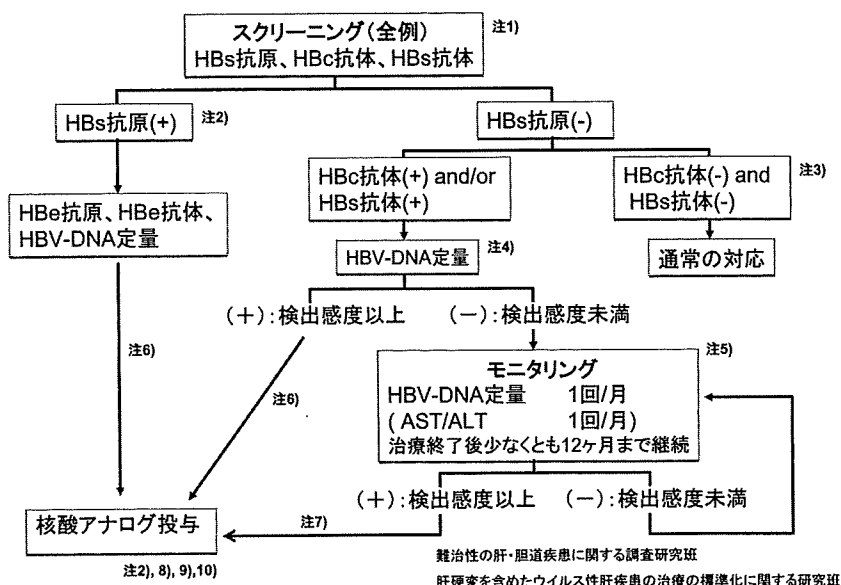 スクリーニング(全例)
HBs抗原、HBc抗体、HBs抗体
注1)
HBs抗原(+)
注2)
HBs抗原(-)
HBc抗体(+) and/or
HBs抗体(+)
HBc抗体(-) and
HBs抗体(-)
注3)
HBe抗原、HBe抗体、
HBV-DNA定量
HBV-DNA定量
注4)
通常の対応
(+):検出感度以上
(-):検出感度未満
注6)
注6)
モニタリング
HBV-DNA定量 1回/月
( AST/ALT 1回/月)
治療終了後少なくとも12ヶ月まで継続
注5)
(+):検出感度以上
(-):検出感度未満
注7)
核酸アナログ投与
注2), 8), 9),10)
難治性の肝・胆道疾患に関する調査研究班
肝硬変を含めたウイルス性肝疾患の治療の標準化に関する研究班